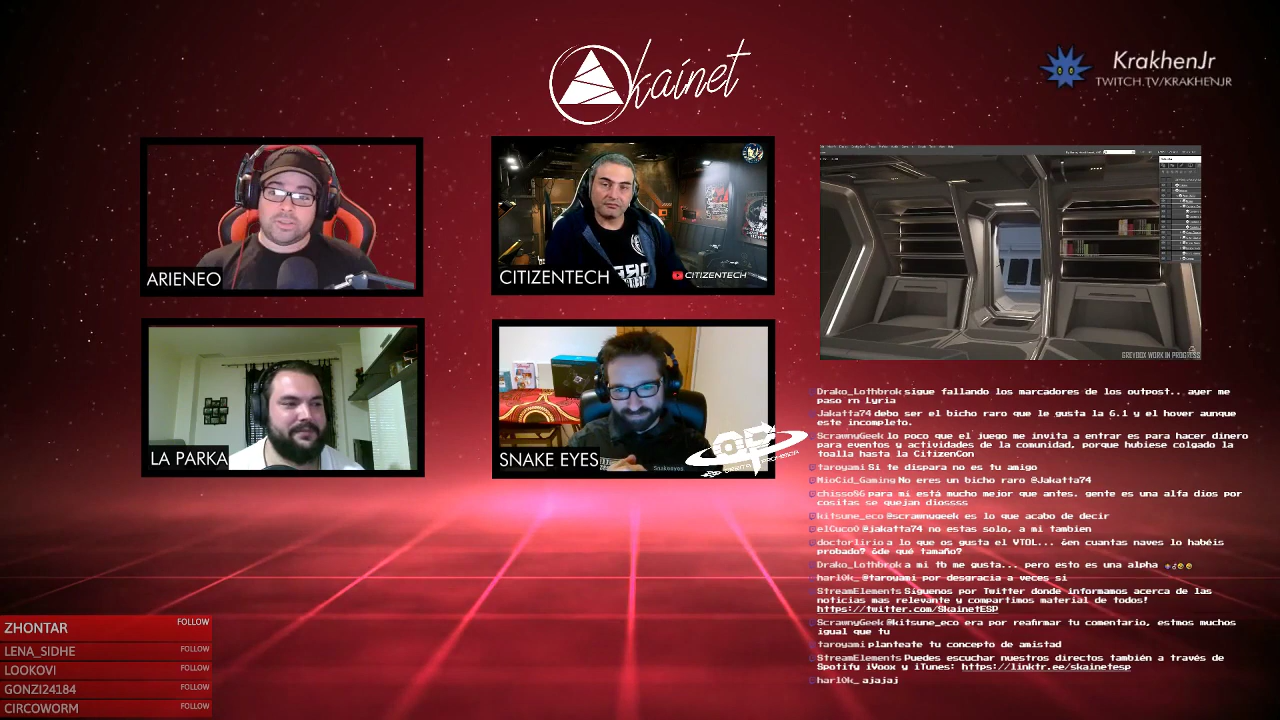 kainet
KrakhenJr
TWITCH.TV/KRAKHENJR
ARIENEO
CITIZENTECH
CITIZENTECH
LA PARKA
SNAKE EYES
Snakeeyes
GREYBOX WORK IN PROGRESS
Drako_Lothbrok sigue fallando los marcadores de los outpost.. ayer me
paso rn Lyria
Jakatta74 debo ser el bicho raro que le gusta la 6.1 y el hover aunque
este incompleto.
ScrawnyGeek lo poco que el juego me invita a entrar es para hacer dinero
para eventos y actividades de la comunidad, porque hubiese colgado la
toalla hasta la CitizenCon
taroyami Si te dispara no es tu amigo
MioCid_Gaming No eres un bicho raro @Jakatta74
chisso86 para mi está mucho mejor que antes. gente es una alfa dios por
cositas se quejan diossss
kitsune_eco @scrawnygeek es lo que acabo de decir
elCuco0 @jakatta74 no estas solo, a mi tambien
doctorlirio a lo que os gusta el VTOL... ¿en cuantas naves lo habéis
probado? ¿de qué tamaño?
Drako_Lothbrok a mi tb me gusta... pero esto es una alpha
harl0k_ @taroyami por desgracia a veces si
StreamElements Síguenos por Twitter donde informamos acerca de las
noticias mas relevante y compartimos material de todos!
https://twitter.com/SkainetESP
ScrawnyGeek @kitsune_eco era por reafirmar tu comentario, estmos muchos
igual que tu
taroyami planteate tu concepto de amistad
StreamElements Puedes escuchar nuestros directos también a través de
Spotify iVoox y iTunes: https://linktr.ee/skainetesp
harl0k_ ajajaj
ZHONTAR FOLLOW
LENA_SIDHE FOLLOW
LOOKOVI FOLLOW
GONZI24184 FOLLOW
CIRCOWORM FOLLOW